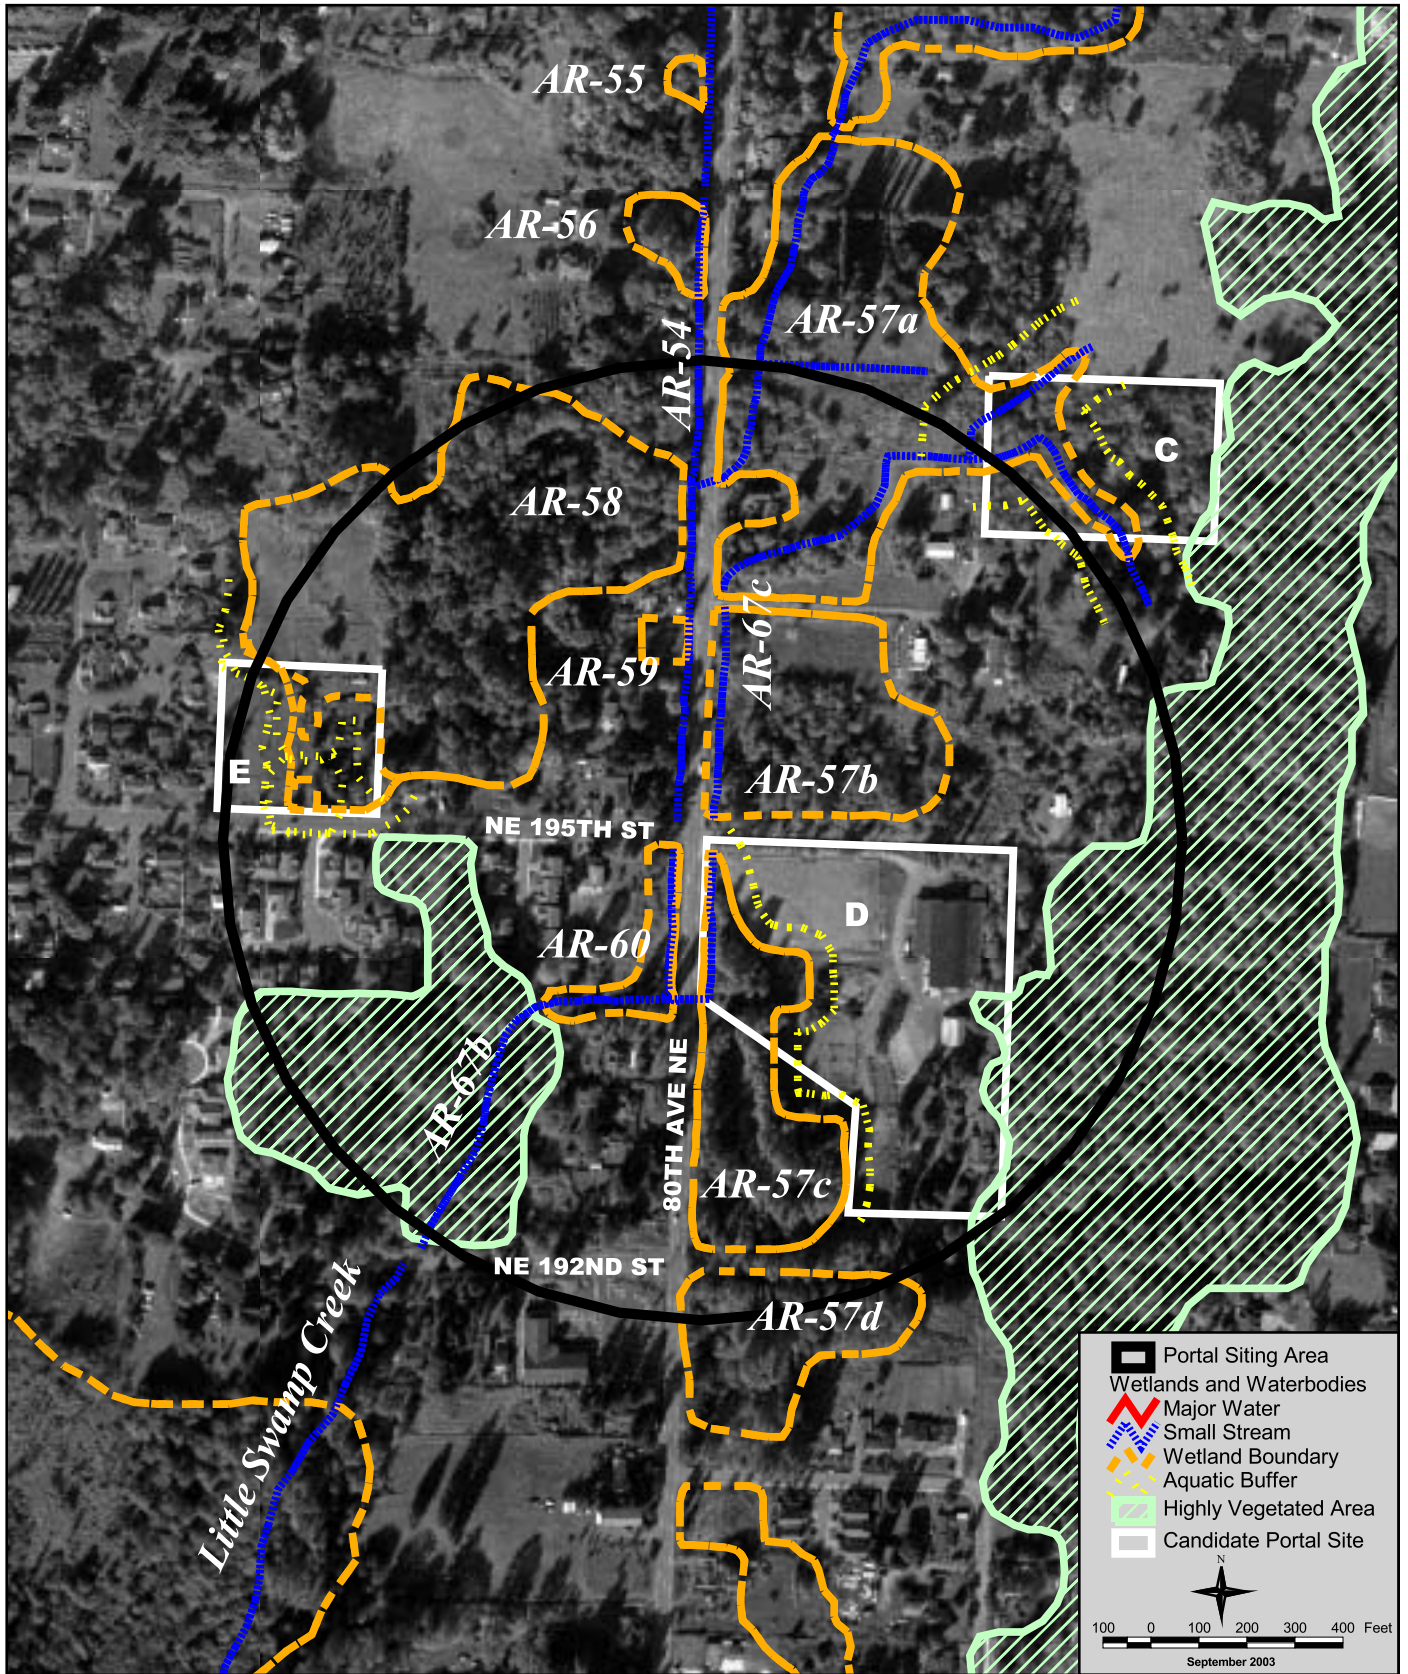 AR-55
AR-56
AR-57a
AR-54
C
AR-58
AR-67c
AR-59
E
AR-57b
NE 195TH ST
D
AR-60
AR-67b
80TH AVE NE
AR-57c
NE 192ND ST
AR-57d
Little Swamp Creek
Portal Siting Area
Wetlands and Waterbodies
Major Water
Small Stream
Wetland Boundary
Aquatic Buffer
Highly Vegetated Area
Candidate Portal Site
N
100 0 100 200 300 400 Feet
September 2003